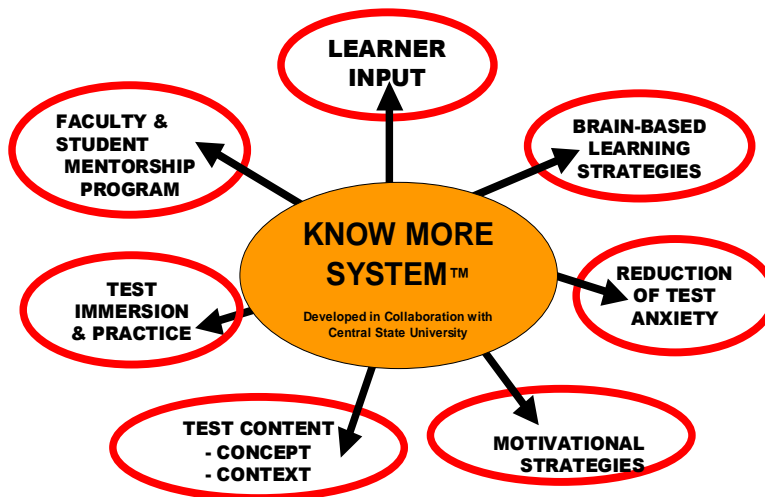 LEARNER
INPUT
FACULTY &
STUDENT
MENTORSHIP
PROGRAM
BRAIN-BASED
LEARNING
STRATEGIES
KNOW MORE
SYSTEM™
Developed in Collaboration with
Central State University
TEST
IMMERSION
& PRACTICE
REDUCTION
OF TEST
ANXIETY
TEST CONTENT
- CONCEPT
- CONTEXT
MOTIVATIONAL
STRATEGIES